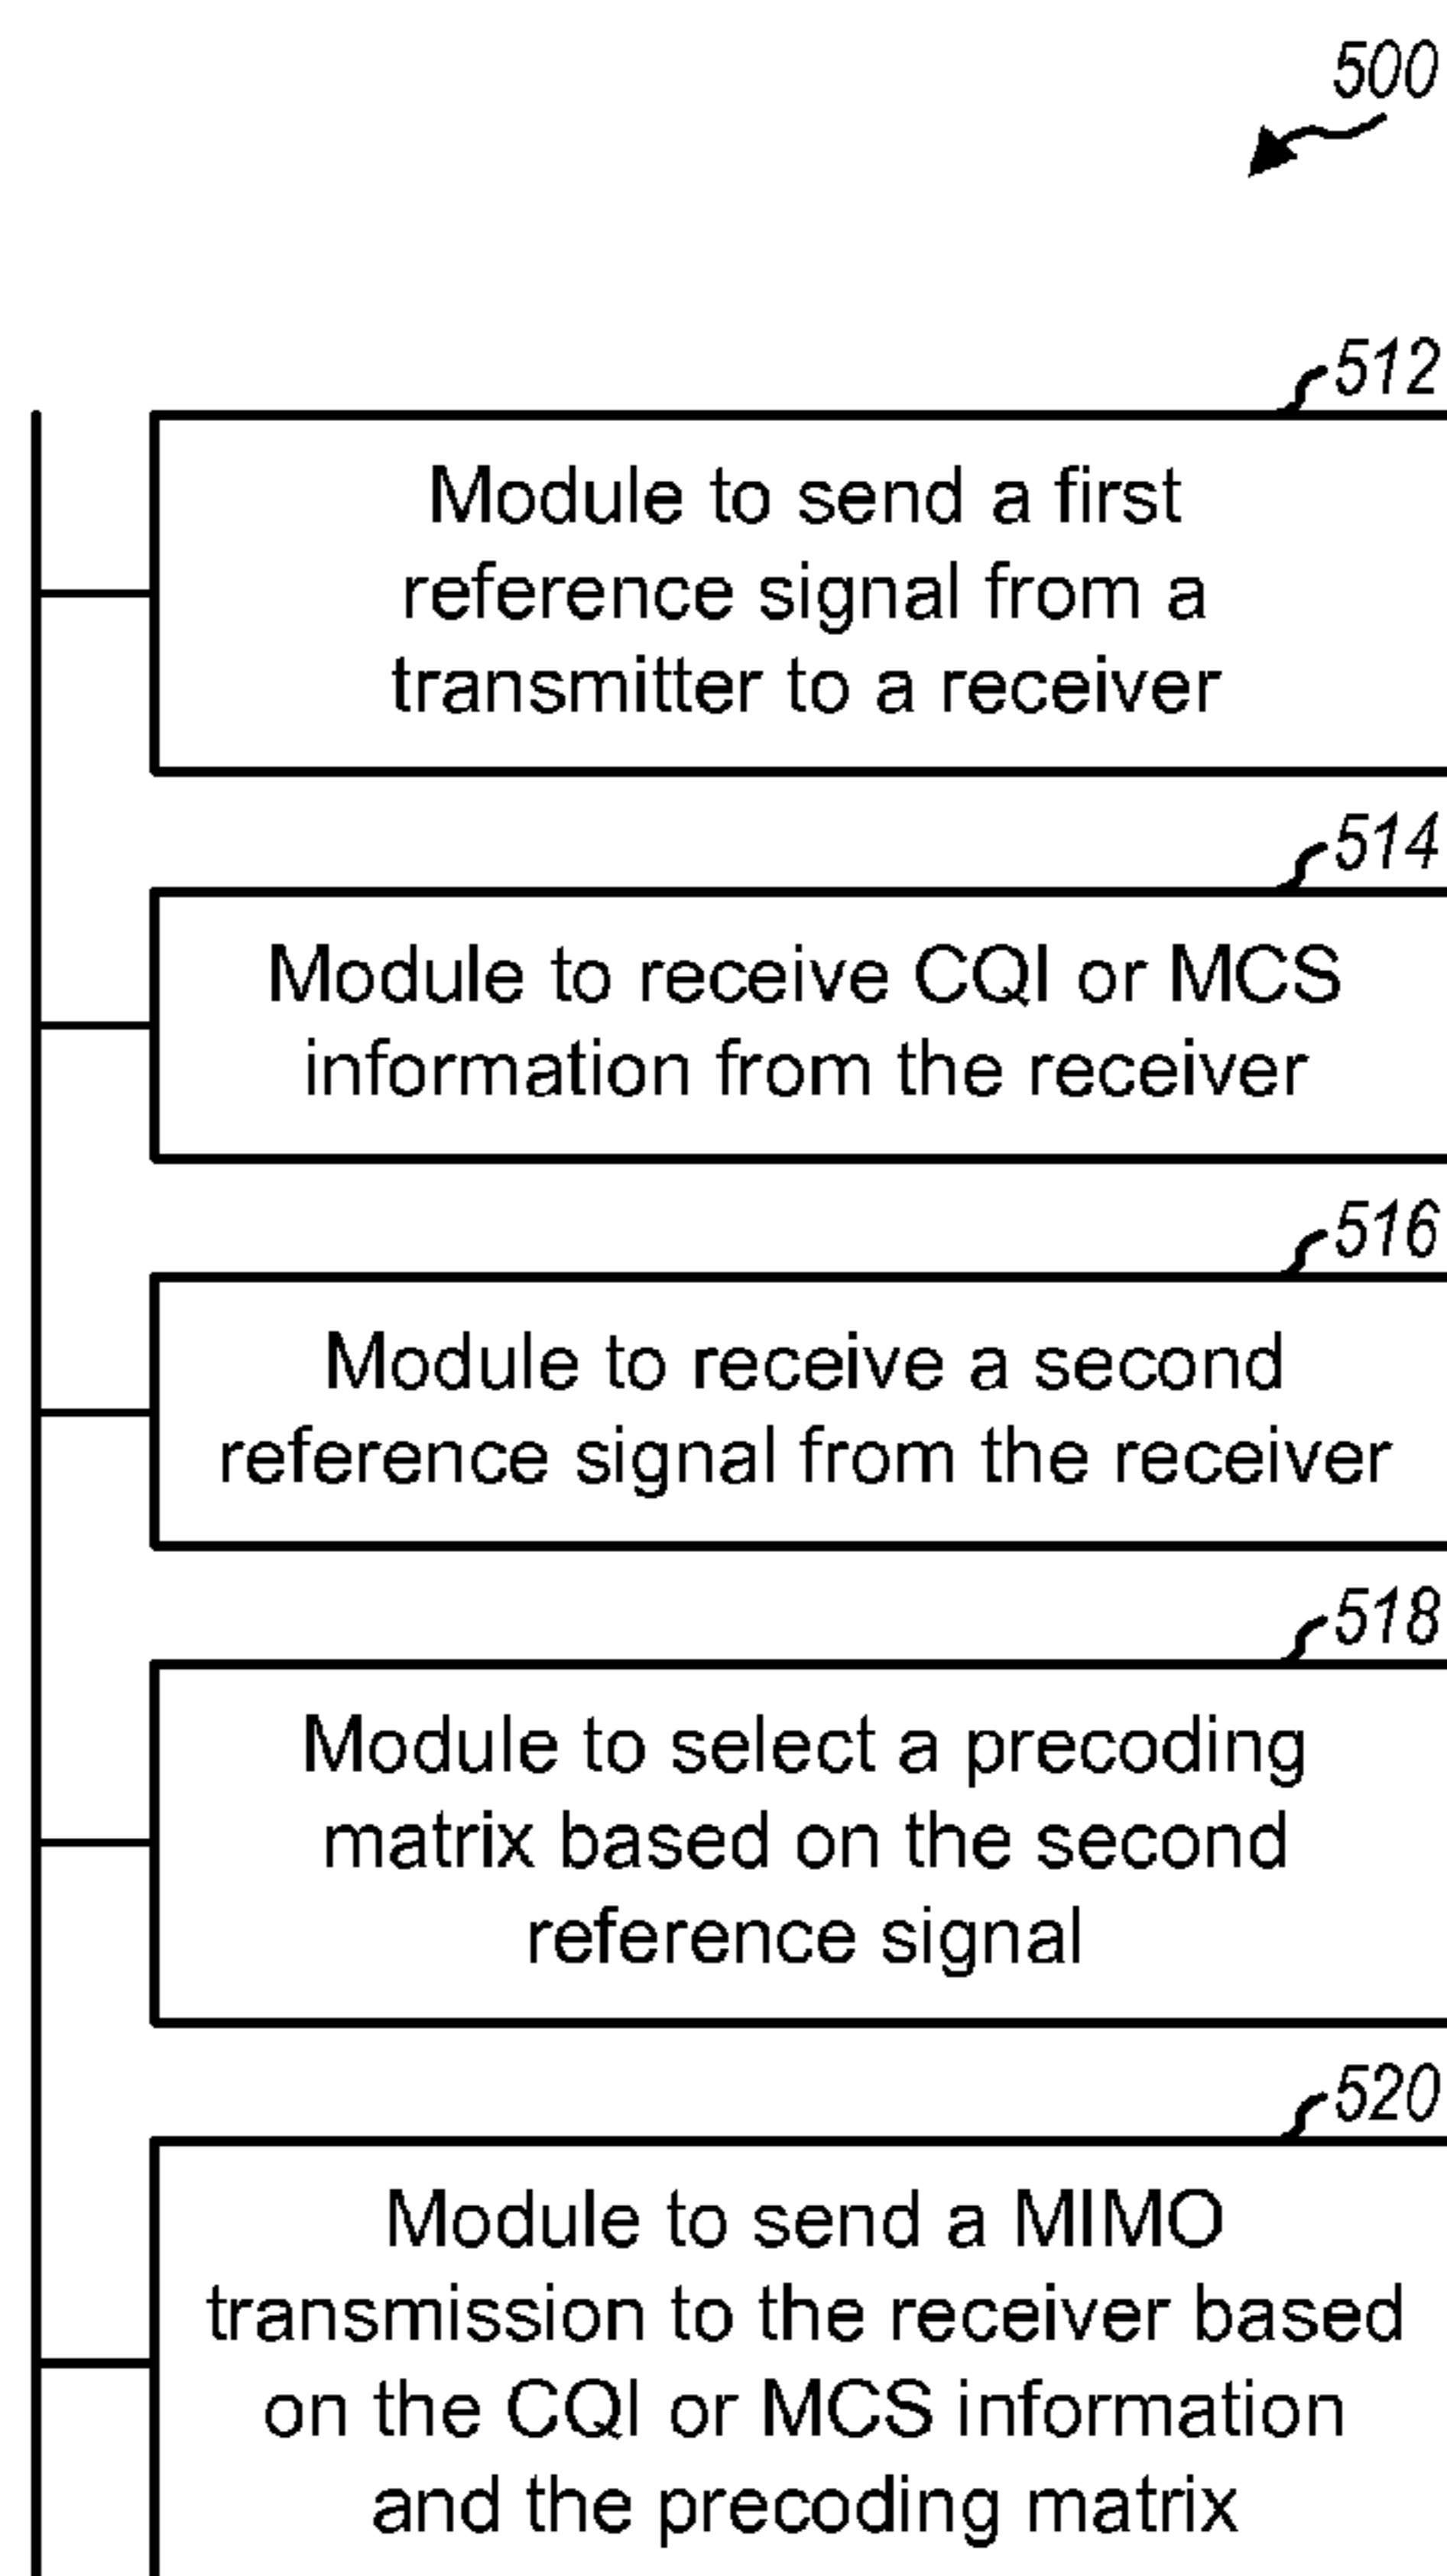 500
512
Module to send a first
reference signal from a
transmitter to a receiver
514
Module to receive CQI or MCS
information from the receiver
516
Module to receive a second
reference signal from the receiver
518
Module to select a precoding
matrix based on the second
reference signal
520
Module to send a MIMO
transmission to the receiver based
on the CQI or MCS information
and the precoding matrix